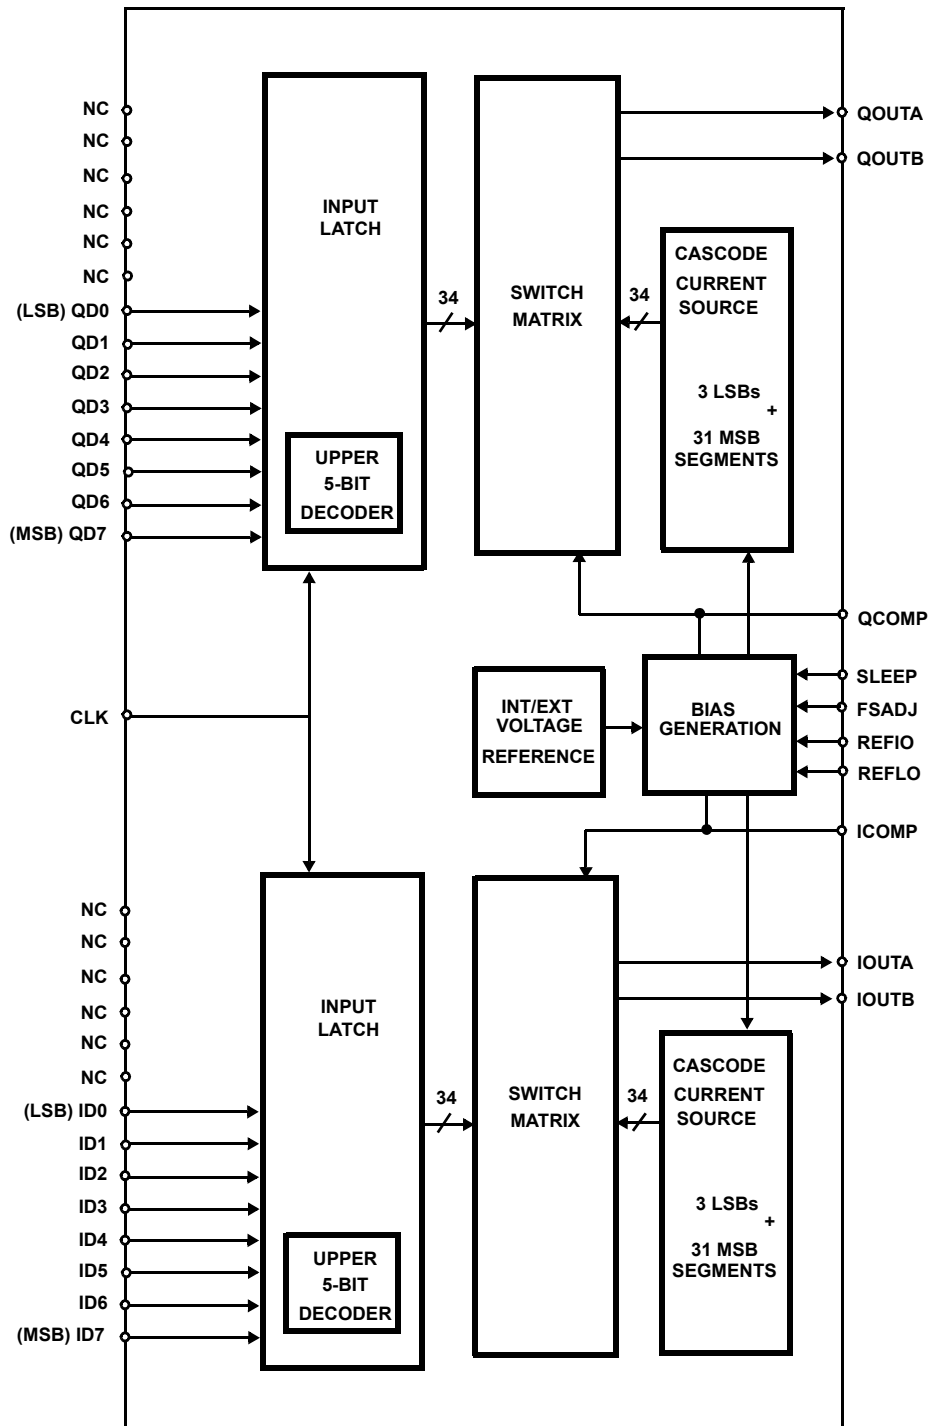 NC
NC
NC
NC
NC
NC
(LSB) QD0
QD1
QD2
QD3
QD4
QD5
QD6
(MSB) QD7
CLK
INPUT
LATCH
UPPER
5-BIT
DECODER
34
SWITCH
MATRIX
34
CASCODE
CURRENT
SOURCE
3 LSBs
+
31 MSB
SEGMENTS
QOUTA
QOUTB
QCOMP
SLEEP
FSADJ
REFIO
REFLO
ICOMP
INT/EXT
VOLTAGE
REFERENCE
BIAS
GENERATION
NC
NC
NC
NC
NC
NC
(LSB) ID0
ID1
ID2
ID3
ID4
ID5
ID6
(MSB) ID7
INPUT
LATCH
UPPER
5-BIT
DECODER
34
SWITCH
MATRIX
34
CASCODE
CURRENT
SOURCE
3 LSBs
+
31 MSB
SEGMENTS
IOUTA
IOUTB